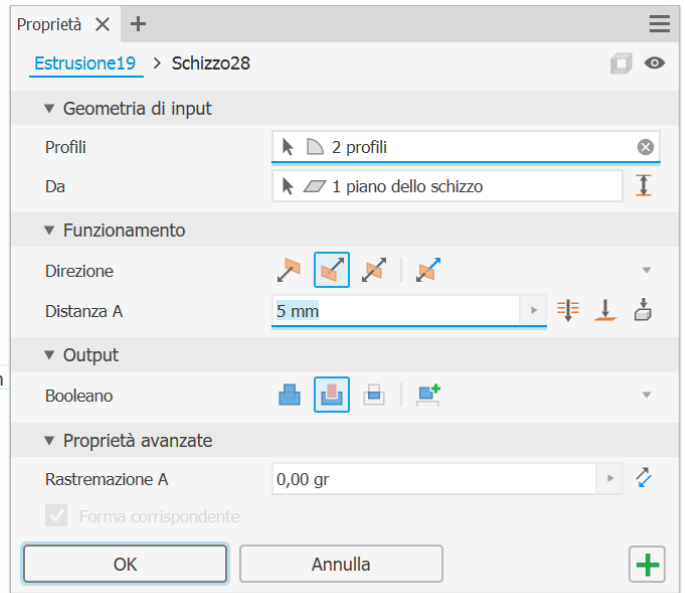 Proprietà
Estrusione19 > Schizzo28
Geometria di input
Profili
2 profili
Da
1 piano dello schizzo
Funzionamento
Direzione
Distanza A
5 mm
Output
Booleano
Proprietà avanzate
Rastremazione A
0,00 gr
Forma corrispondente
OK
Annulla